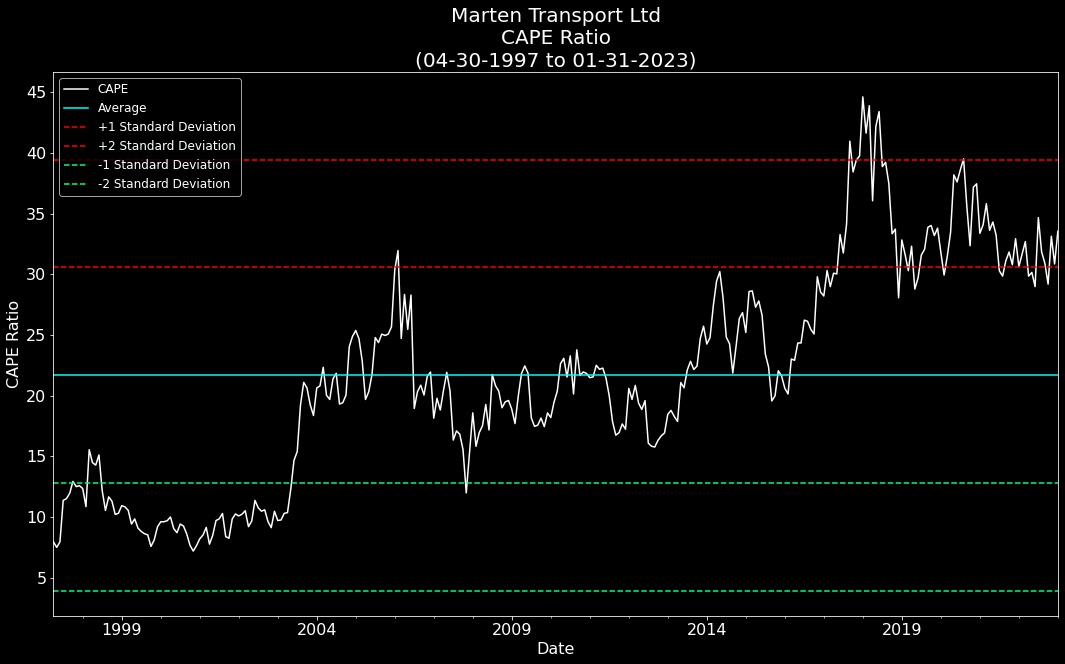 Marten Transport Ltd
CAPE Ratio
(04-30-1997 to 01-31-2023)
CAPE
Average
+1 Standard Deviation
+2 Standard Deviation
-1 Standard Deviation
-2 Standard Deviation
CAPE Ratio
45
40
35
30
25
20
15
10
5
1999 2004 2009 2014 2019
Date